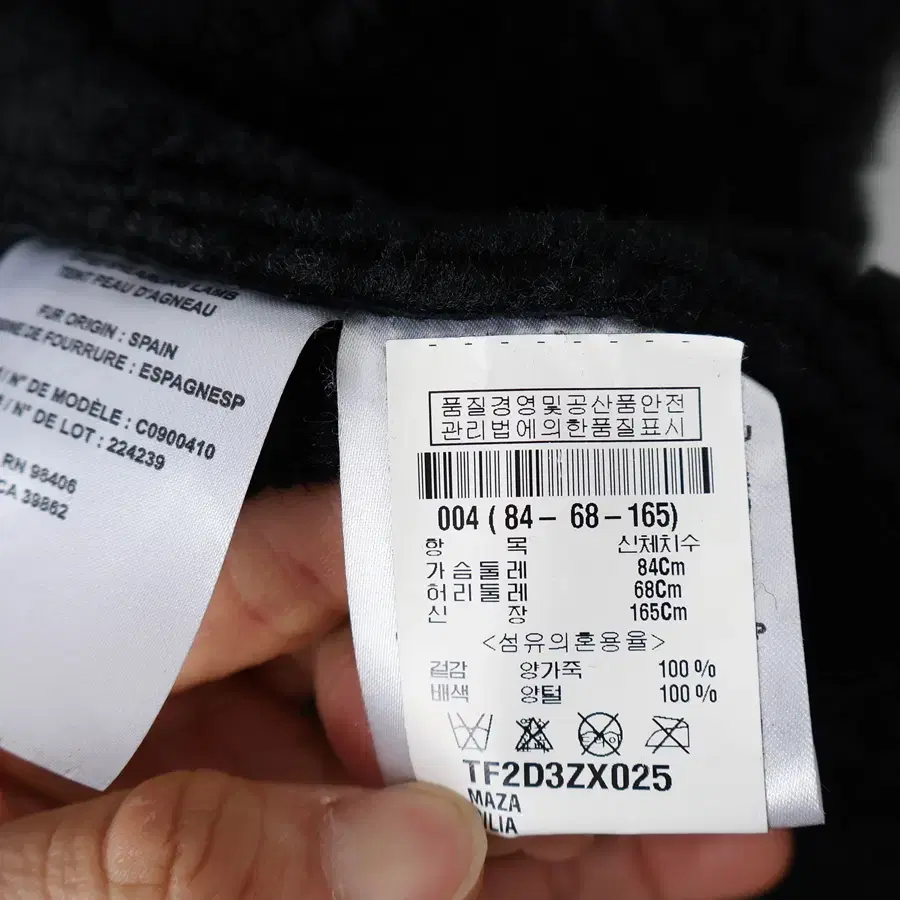 LAMB
TEINT PEAU D'AGNEAU
FUR ORIGIN : SPAIN
DE FOURRURE : ESPAGNESP
N° DE MODÈLE : C0900410
/ N° DE LOT : 224239
RN 98406
CA 39862
품질경영및공산품안전
관리법에의한품질표시
004 ( 84 - 68 - 165)
항 목 신체치수
가슴둘레 84Cm
허리둘레 68Cm
신 장 165Cm
<섬유의혼용율>
겉감 양가죽 100 %
배색 양털 100 %
TF2D3ZX025
MAZA